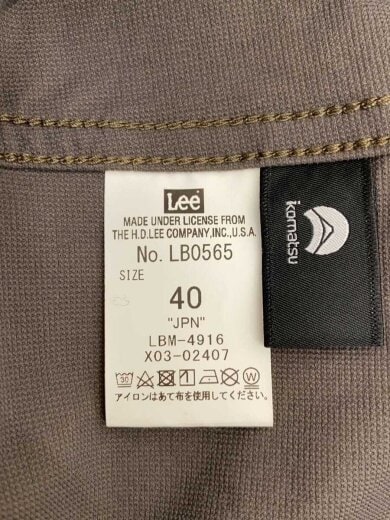 Lee
MADE UNDER LICENSE FROM
THE H.D.LEE COMPANY,INC.,U.S.A.
No. LB0565
SIZE
40
"JPN"
LBM-4916
X03-02407
アイロンはあて布を使用してください。
ikomatsu